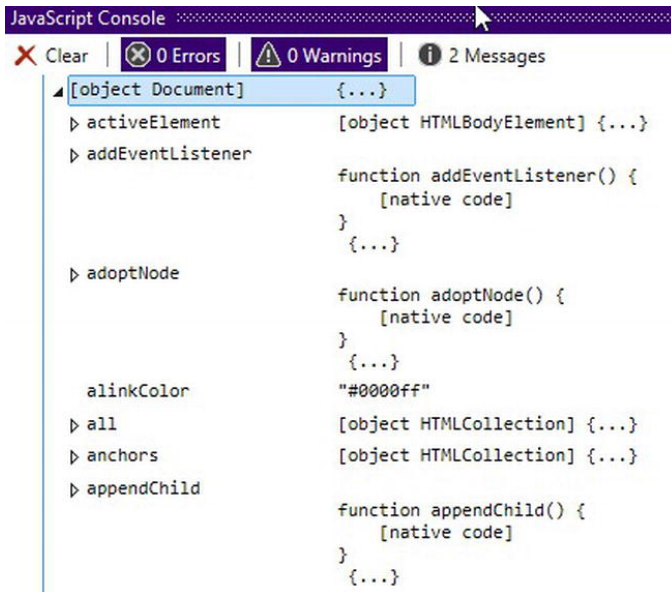 JavaScript Console
Clear 0 Errors 0 Warnings 2 Messages
[object Document] {...}
activeElement [object HTMLBodyElement] {...}
addEventListener
function addEventListener() {
[native code]
}
{...}
adoptNode
function adoptNode() {
[native code]
}
{...}
alinkColor "#0000ff"
all [object HTMLCollection] {...}
anchors [object HTMLCollection] {...}
appendChild
function appendChild() {
[native code]
}
{...}